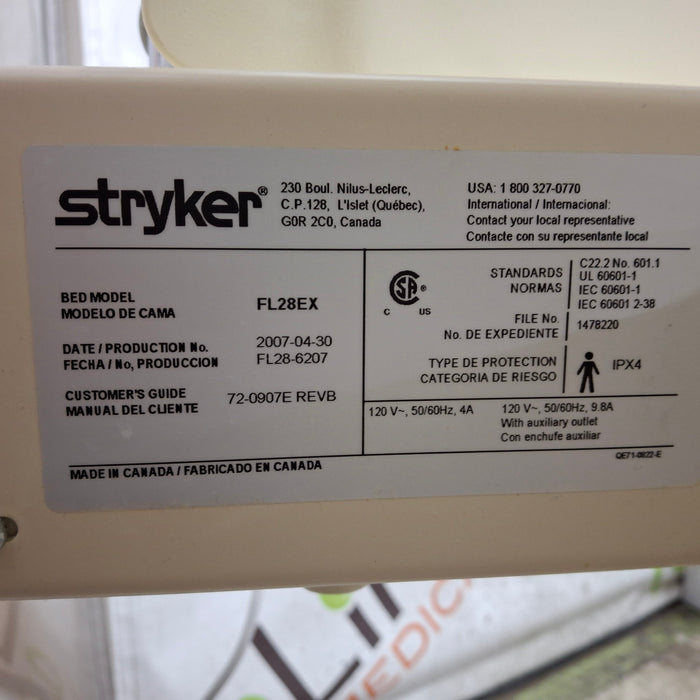 stryker®
230 Boul. Nilus-Leclerc,
C.P.128, L'Islet (Québec),
G0R 2C0, Canada
USA: 1 800 327-0770
International / Internacional:
Contact your local representative
Contacte con su representante local
BED MODEL
MODELO DE CAMA
FL28EX
DATE / PRODUCTION No.
FECHA / No, PRODUCCION
2007-04-30
FL28-6207
CUSTOMER'S GUIDE
MANUAL DEL CLIENTE
72-0907E REVB
CSA®
C US
STANDARDS
NORMAS
C22.2 No. 601.1
UL 60601-1
IEC 60601-1
IEC 60601 2-38
FILE No.
No. DE EXPEDIENTE
1478220
TYPE DE PROTECTION
CATEGORIA DE RIESGO
IPX4
120 V~, 50/60Hz, 4A
120 V~, 50/60Hz, 9.8A
With auxiliary outlet
Con enchufe auxiliar
QE71-0822-E
MADE IN CANADA / FABRICADO EN CANADA